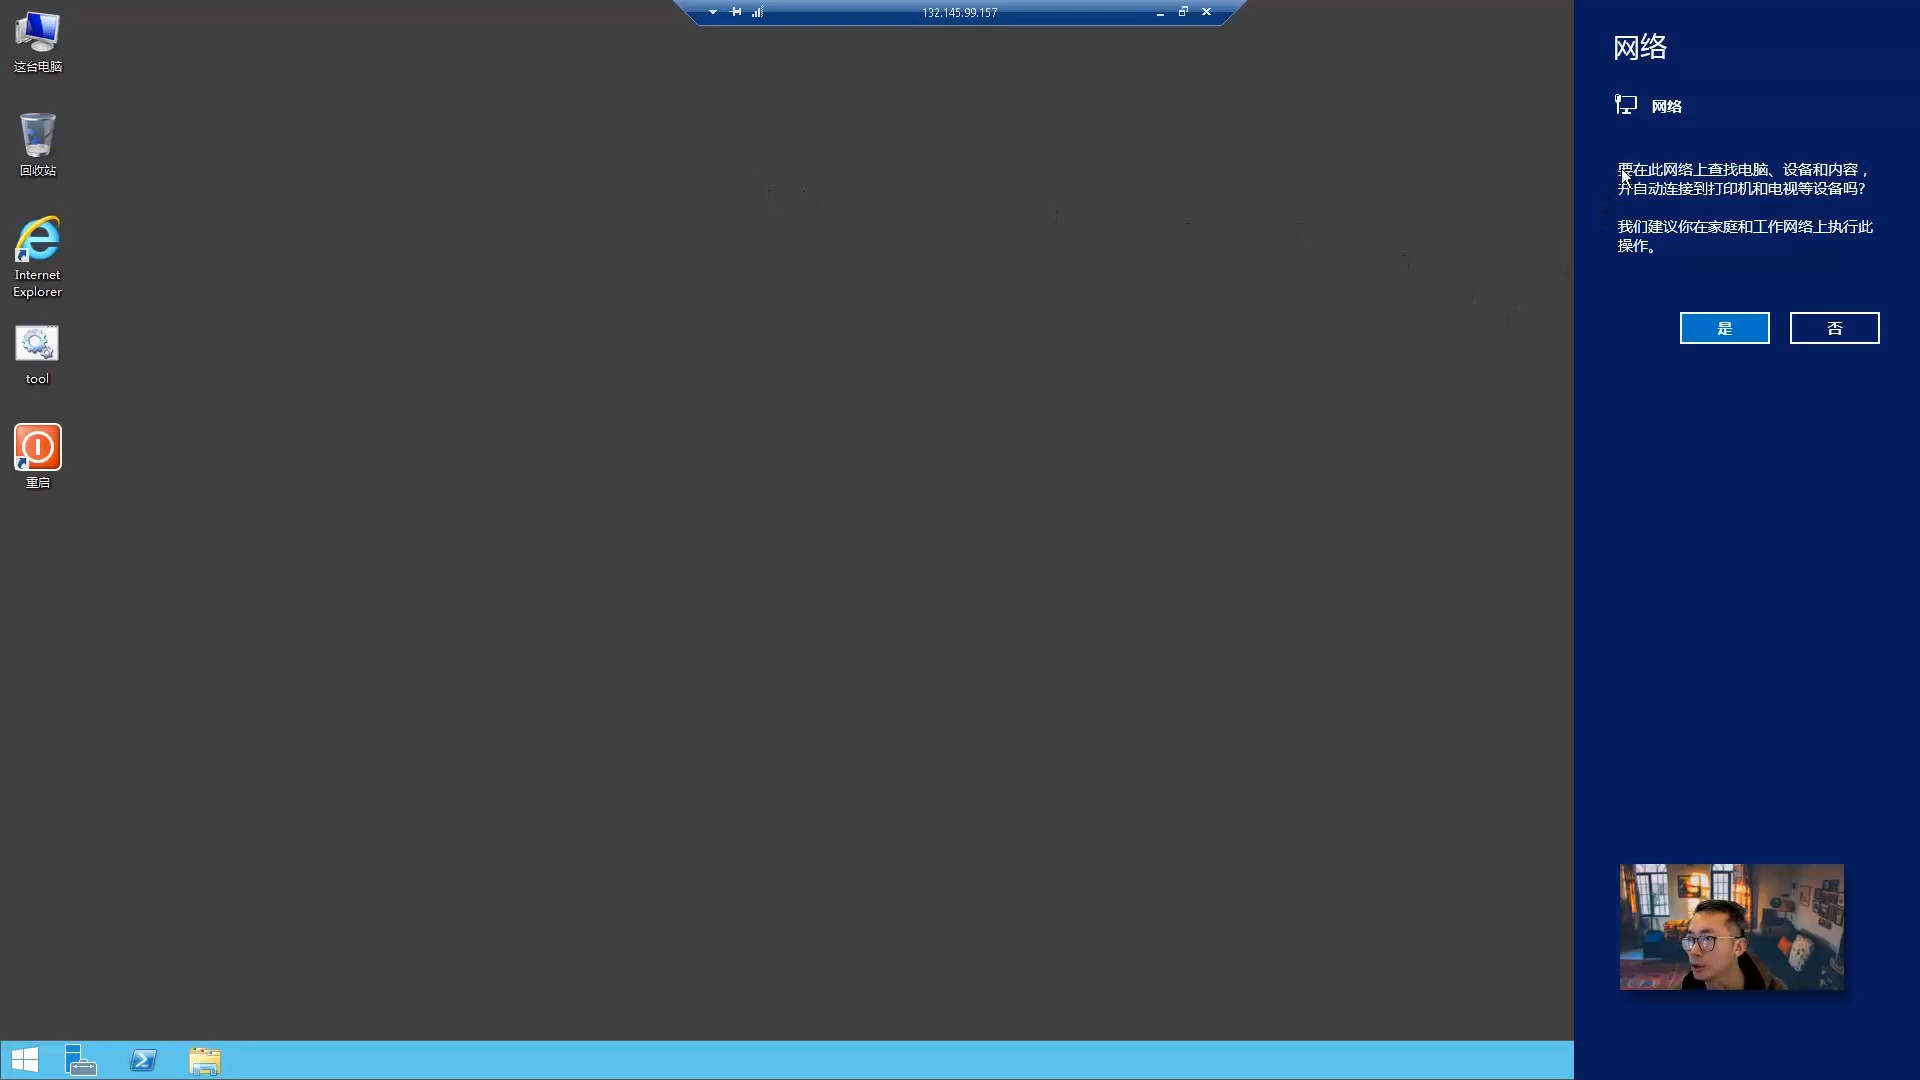 132.145.99.157
这台电脑
回收站
Internet
Explorer
tool
重启
网络
网络
要在此网络上查找电脑、设备和内容，
并自动连接到打印机和电视等设备吗?
我们建议你在家庭和工作网络上执行此
操作。
是
否